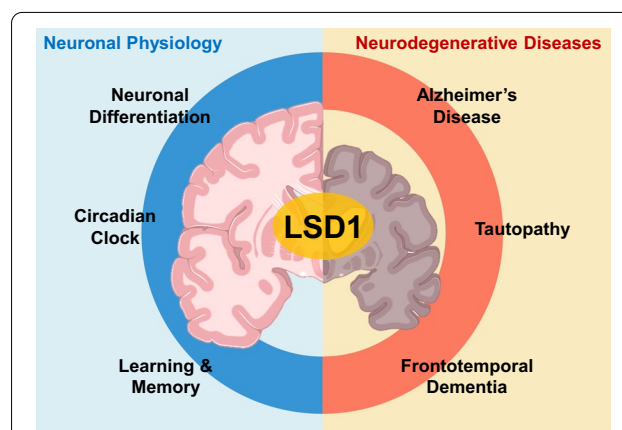 Neuronal Physiology
Neurodegenerative Diseases
Neuronal
Differentiation
Alzheimer's
Disease
Circadian
Clock
LSD1
Tautopathy
Learning &
Memory
Frontotemporal
Dementia